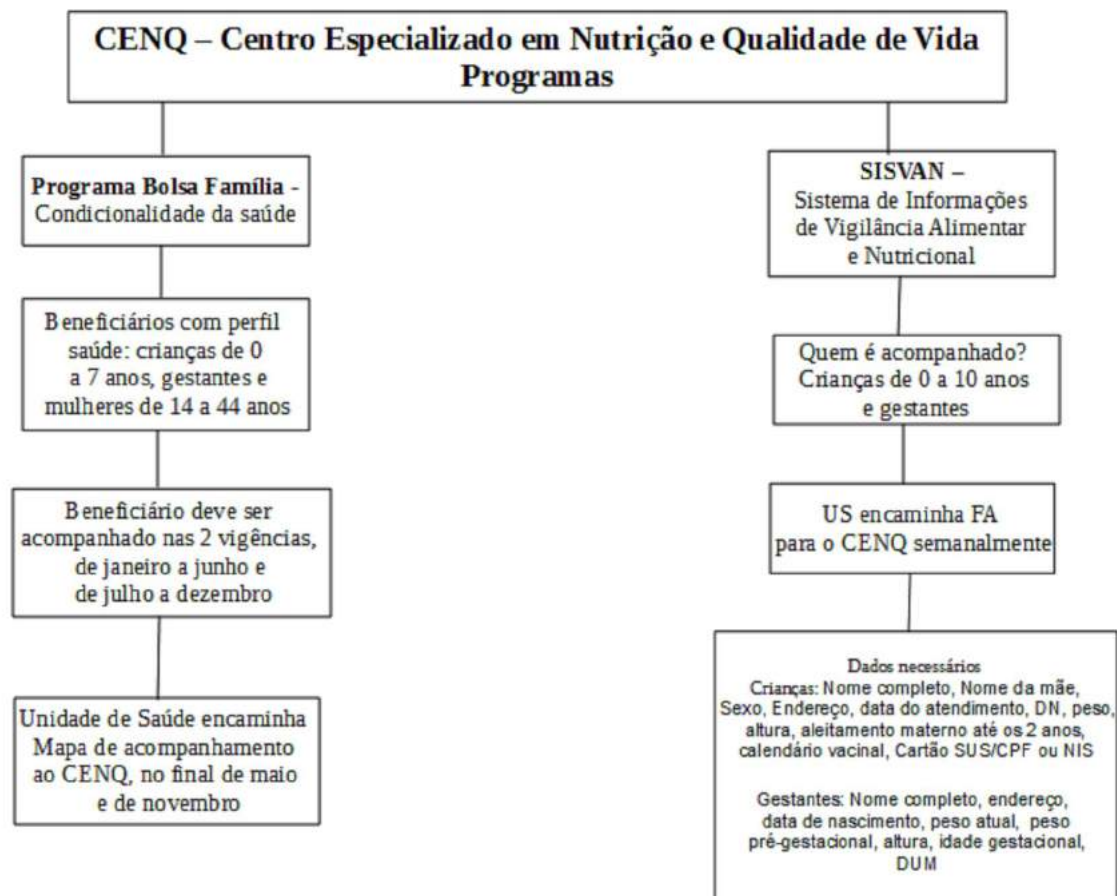 CENQ – Centro Especializado em Nutrição e Qualidade de Vida
Programas
Programa Bolsa Família -
Condicionalidade da saúde
Beneficiários com perfil
saúde: crianças de 0
a 7 anos, gestantes e
mulheres de 14 a 44 anos
Beneficiário deve ser
acompanhado nas 2 vigências,
de janeiro a junho e
de julho a dezembro
Unidade de Saúde encaminha
Mapa de acompanhamento
ao CENQ, no final de maio
e de novembro
SISVAN –
Sistema de Informações
de Vigilância Alimentar
e Nutricional
Quem é acompanhado?
Crianças de 0 a 10 anos
e gestantes
US encaminha FA
para o CENQ semanalmente
Dados necessários
Crianças: Nome completo, Nome da mãe,
Sexo, Endereço, data do atendimento, DN, peso,
altura, aleitamento materno até os 2 anos,
calendário vacinal, Cartão SUS/CPF ou NIS
Gestantes: Nome completo, endereço,
data de nascimento, peso atual, peso
pré-gestacional, altura, idade gestacional,
DUM